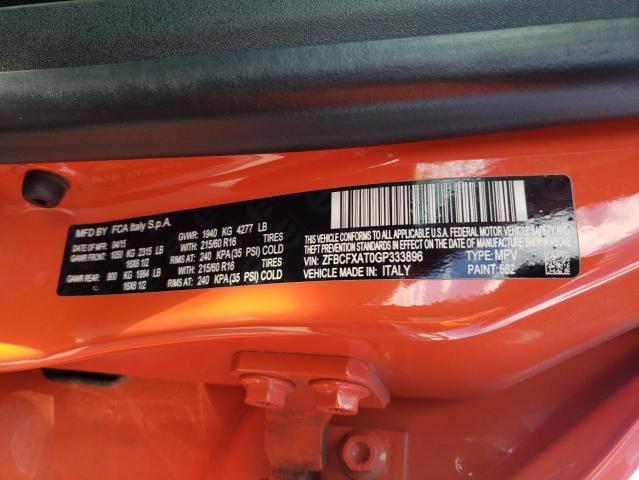 MFD BY FCA Italy S.p.A.
DATE: 04/15 GVWR: 1940 KG 4277 LB
GAWR FRONT: 1050 KG 2315 LB WITH: 215/60 R16 TIRES
16X6 1/2 RIMS AT: 240 KPA (35 PSI) COLD
GAWR REAR: 900 KG 1984 LB WITH: 215/60 R16 TIRES
16X6 1/2 RIMS AT: 240 KPA (35 PSI) COLD
THIS VEHICLE CONFORMS TO ALL APPLICABLE U.S.A. FEDERAL MOTOR VEHICLE SAFETY,
BUMPER, AND THEFT PREVENTION STANDARDS IN EFFECT ON THE DATE OF MANUFACTURE SHOWN ABOVE
VIN: ZFBCFXAT0GP333896 TYPE: MPV
VEHICLE MADE IN: ITALY PAINT: 562